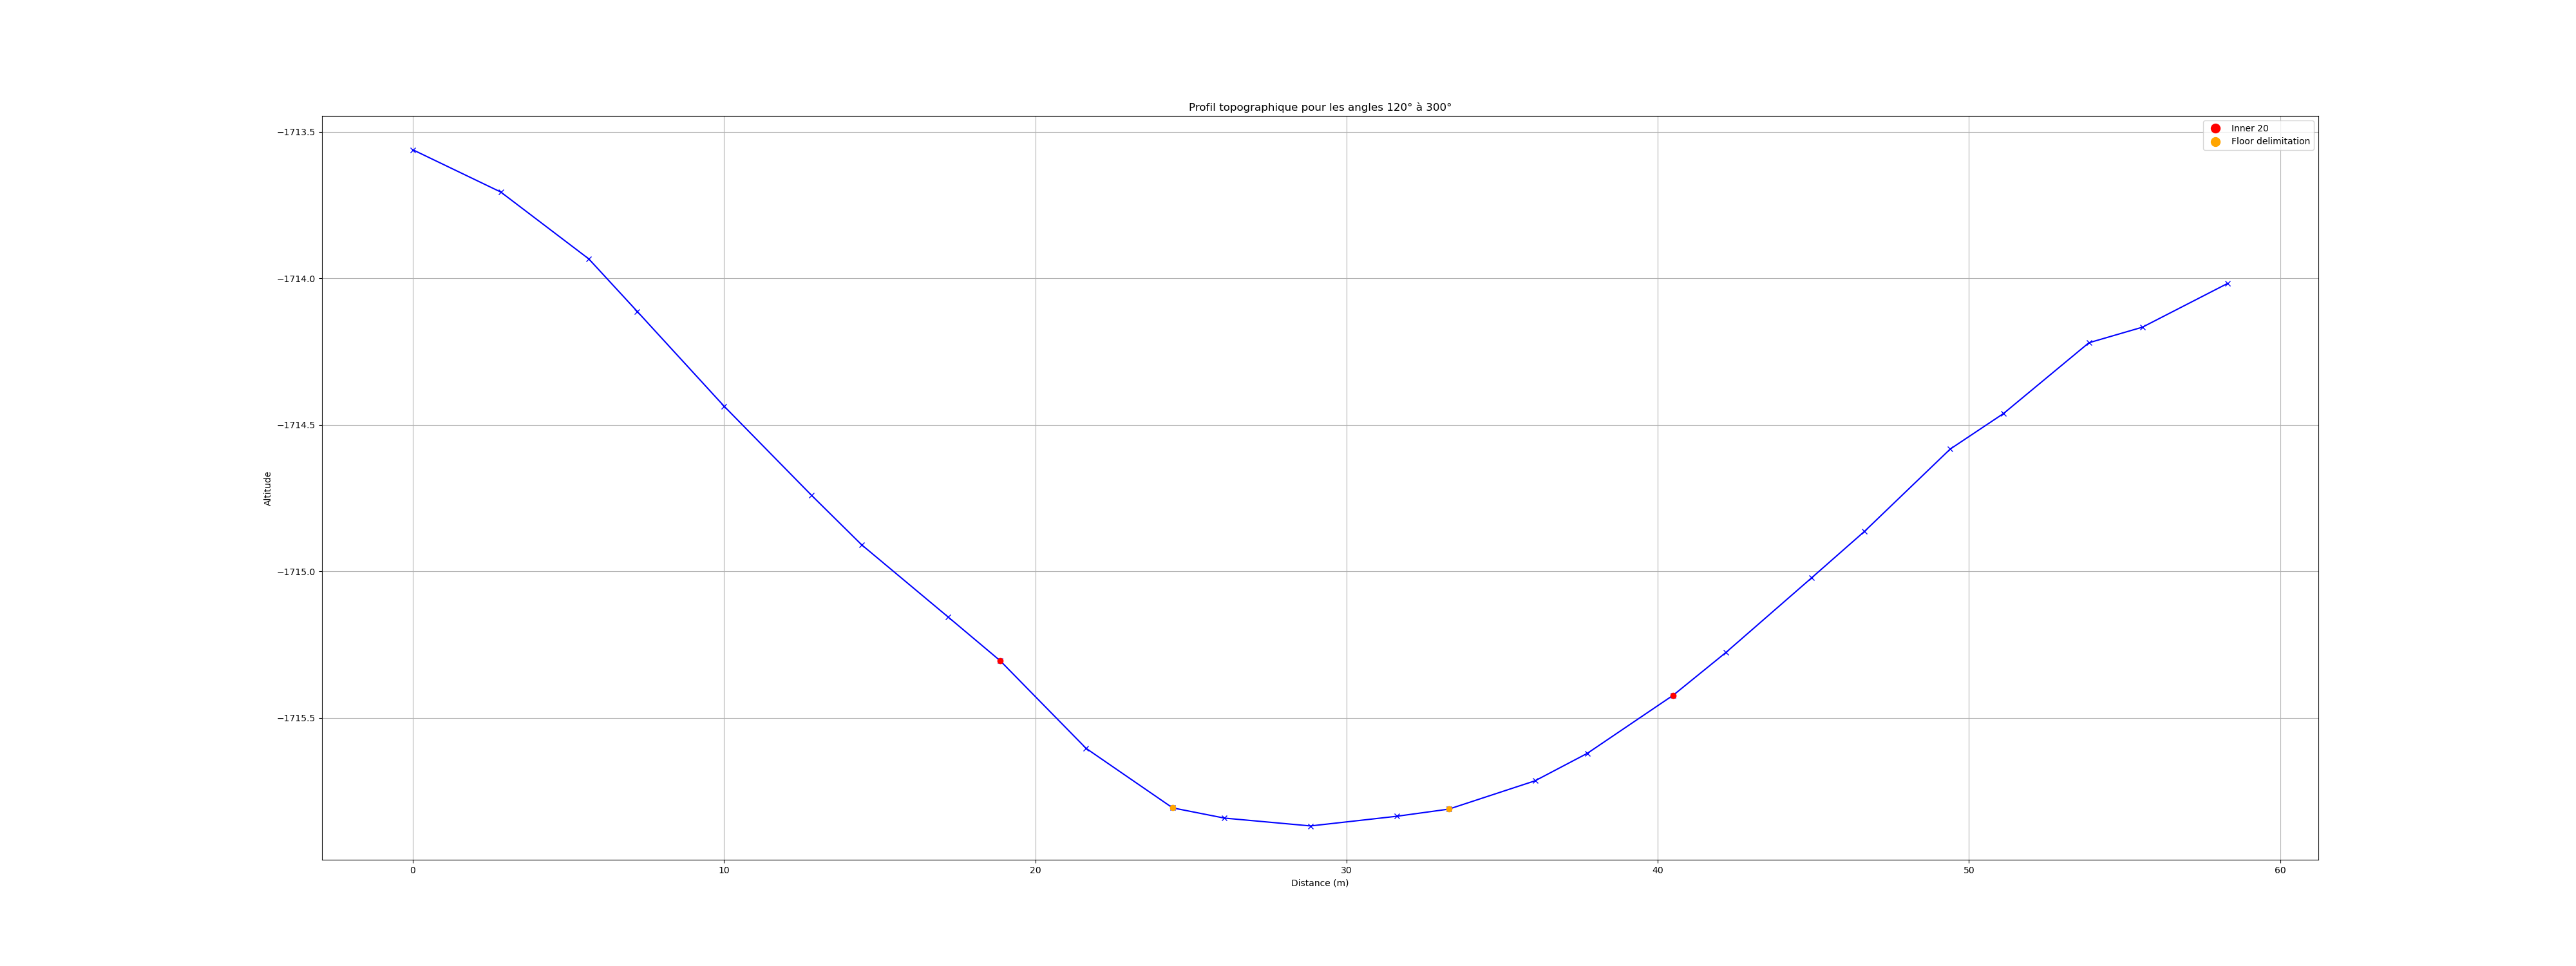 Profil topographique pour les angles 120° à 300°
Inner 20
Floor delimitation
Altitude
−1713.5
−1714.0
−1714.5
−1715.0
−1715.5
0 10 20 30 40 50 60
Distance (m)